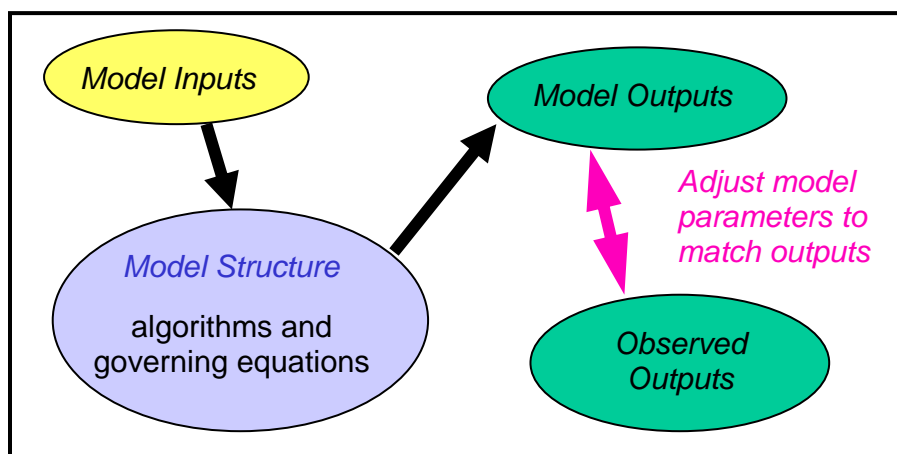 Model Inputs
Model Outputs
Adjust model
parameters to
match outputs
Model Structure
algorithms and
governing equations
Observed
Outputs